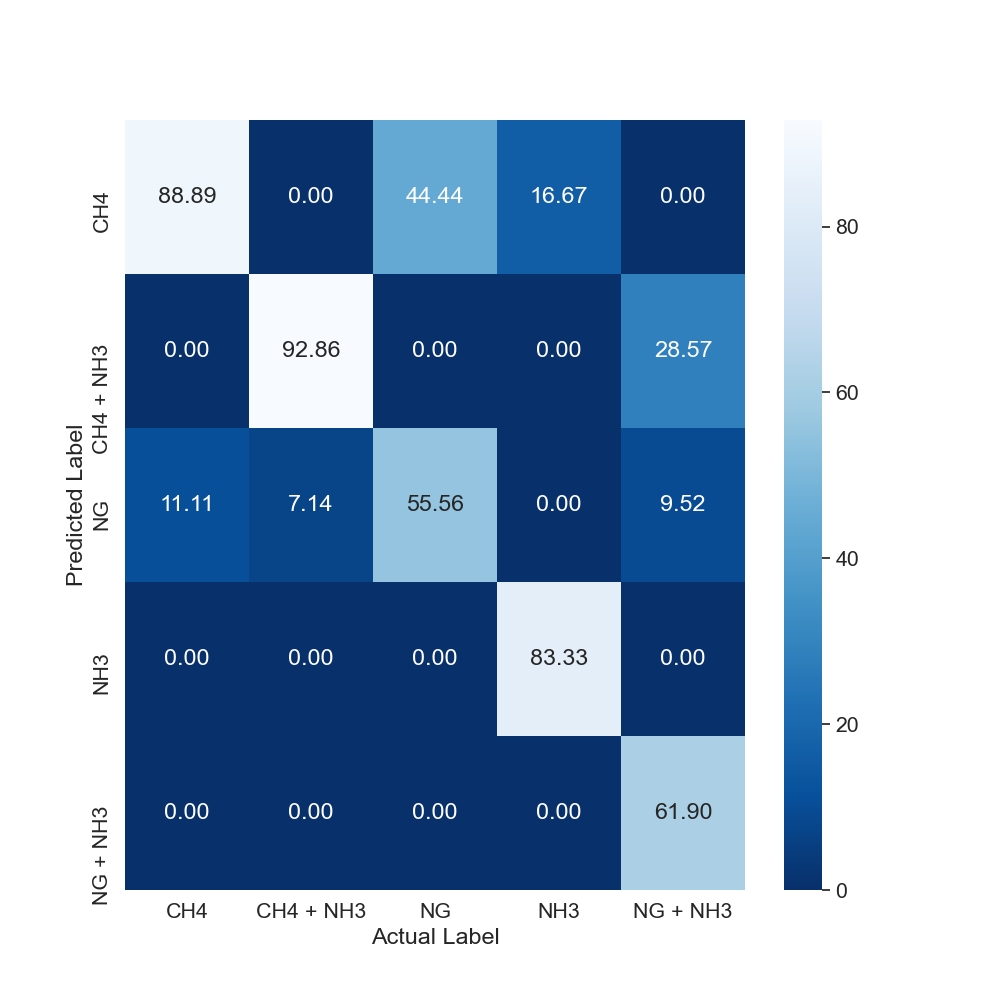 CH4
88.89 0.00 44.44 16.67 0.00
CH4 + NH3
0.00 92.86 0.00 0.00 28.57
NG
11.11 7.14 55.56 0.00 9.52
NH3
0.00 0.00 0.00 83.33 0.00
NG + NH3
0.00 0.00 0.00 0.00 61.90
Predicted Label
CH4 CH4 + NH3 NG NH3 NG + NH3
Actual Label
80
60
40
20
0